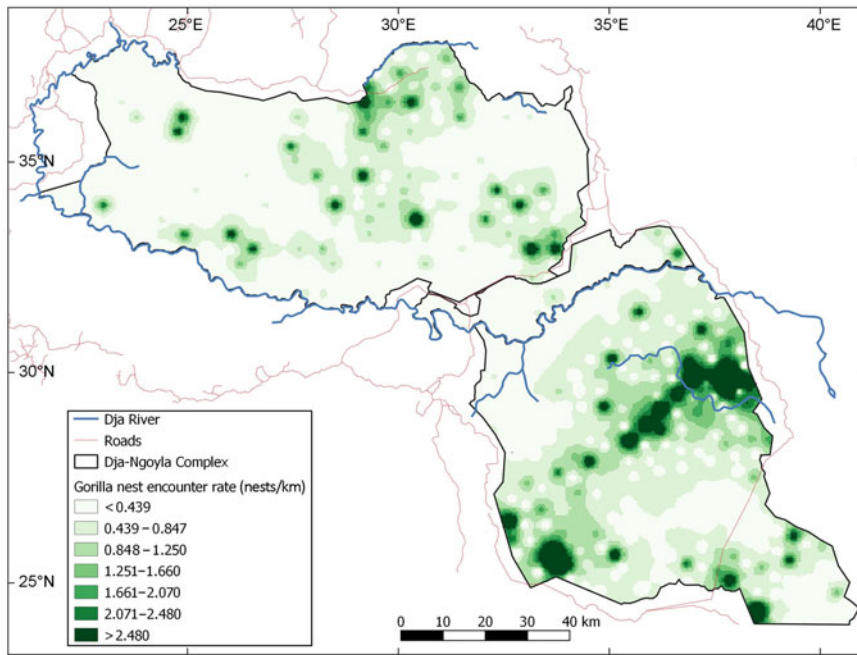 25°E 30°E 35°E 40°E
35°N
30°N
25°N
Dja River
Roads
Dja-Ngoyla Complex
Gorilla nest encounter rate (nests/km)
<0.439
0.439–0.847
0.848–1.250
1.251–1.660
1.661–2.070
2.071–2.480
>2.480
0 10 20 30 40 km